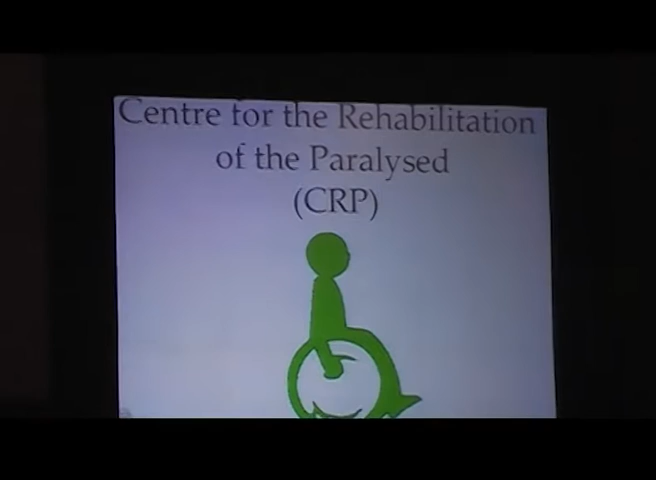 Centre for the Rehabilitation
of the Paralysed
(CRP)